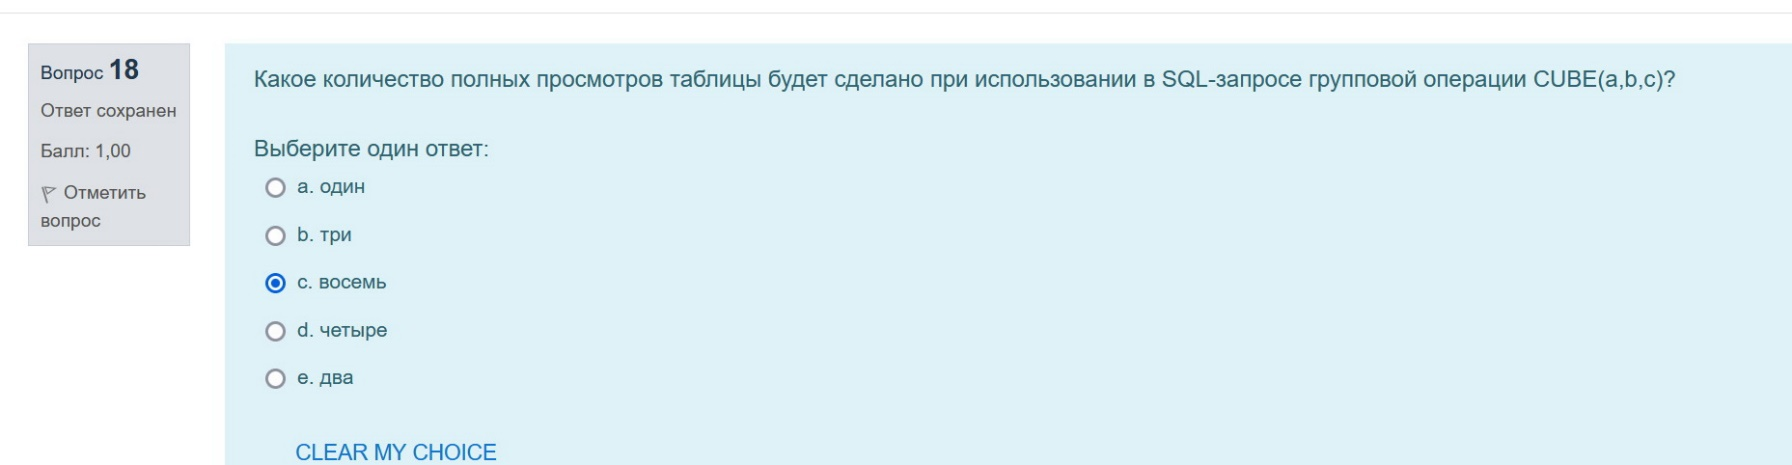 Вопрос 18
Ответ сохранен
Балл: 1,00
Отметить
вопрос
Какое количество полных просмотров таблицы будет сделано при использовании в SQL-запросе групповой операции CUBE(a,b,c)?
Выберите один ответ:
a. один
b. три
c. восемь
d. четыре
e. два
CLEAR MY CHOICE